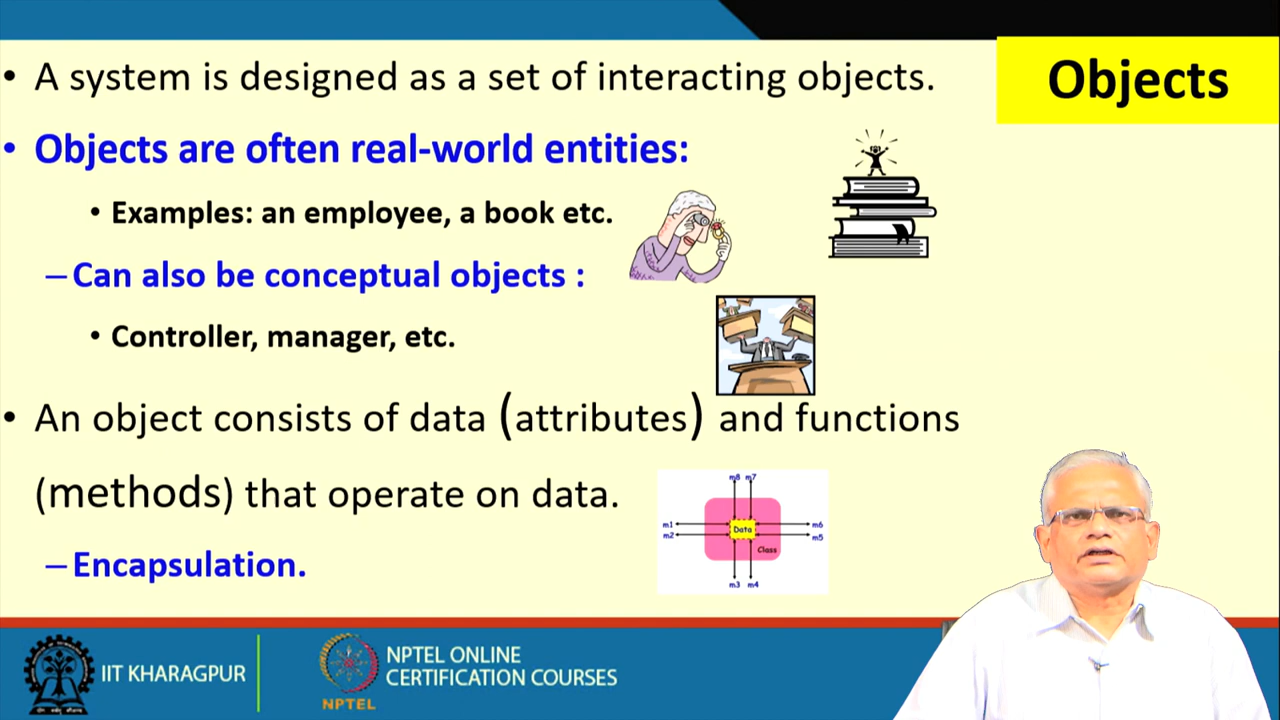 • A system is designed as a set of interacting objects.
Objects
• Objects are often real-world entities:
• Examples: an employee, a book etc.
–Can also be conceptual objects :
• Controller, manager, etc.
• An object consists of data (attributes) and functions
(methods) that operate on data.
–Encapsulation.
m8 m7
m1 m6
m2 m5
Data
Class
m3 m4
IIT KHARAGPUR
NPTEL
NPTEL ONLINE
CERTIFICATION COURSES